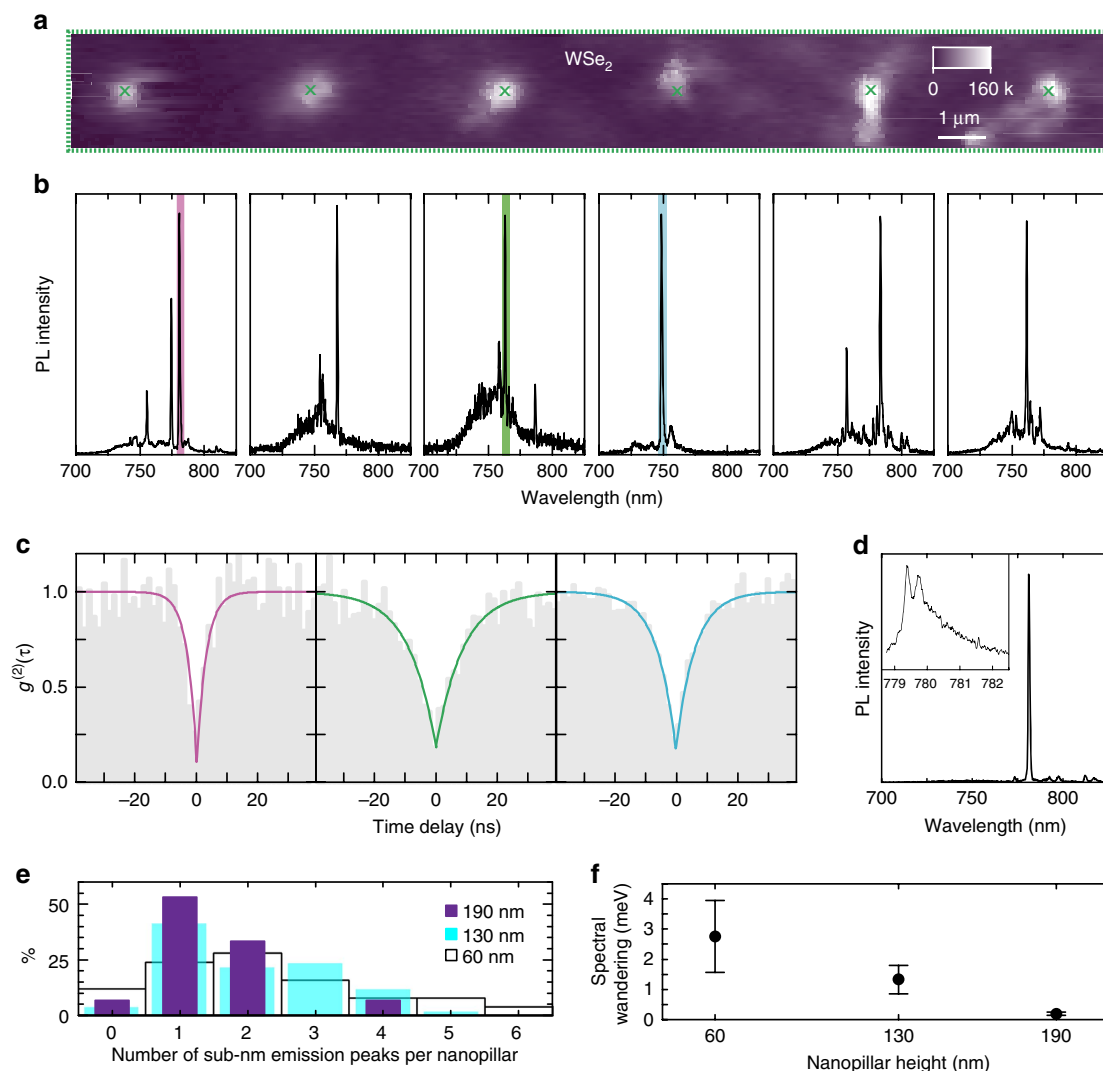 a
WSe2
0 160 k
1 μm
b
PL intensity
700 750 800 700 750 800 700 750 800 700 750 800 700 750 800 700 750 800
Wavelength (nm)
c
g(2)(τ)
1.0
0.5
0.0
−20 0 20 −20 0 20 −20 0 20
Time delay (ns)
d
PL intensity
779 780 781 782
700 750 800
Wavelength (nm)
e
%
50
25
0
190 nm
130 nm
60 nm
0 1 2 3 4 5 6
Number of sub-nm emission peaks per nanopillar
f
Spectral
wandering (meV)
4
3
2
1
0
60 130 190
Nanopillar height (nm)